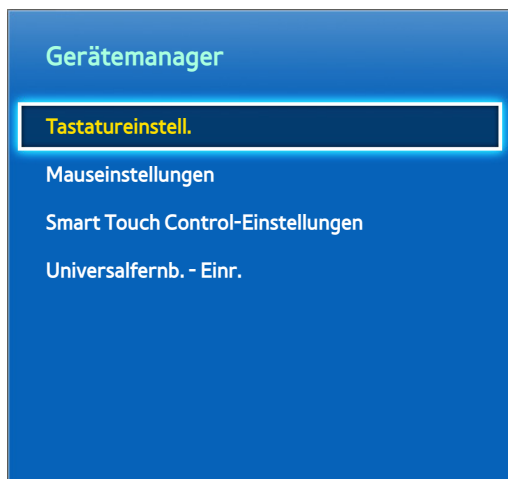 Gerätemanager
Tastatureinstell.
Mauseinstellungen
Smart Touch Control-Einstellungen
Universalfernb. - Einr.